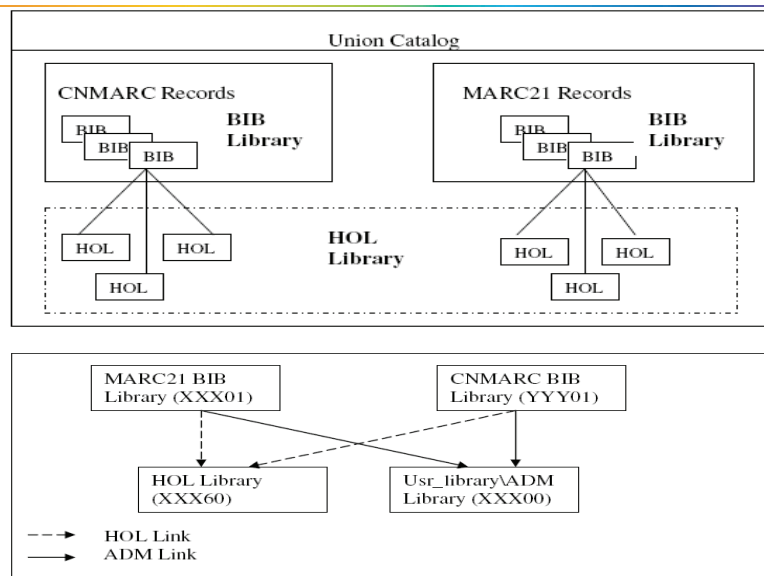 Union Catalog
CNMARC Records
BIB
BIB
BIB
BIB
Library
MARC21 Records
BIB
BIB
BIB
BIB
Library
HOL
HOL
HOL
HOL
Library
HOL
HOL
HOL
MARC21 BIB
Library (XXX01)
CNMARC BIB
Library (YYY01)
HOL Library
(XXX60)
Usr_library\ADM
Library (XXX00)
HOL Link
ADM Link